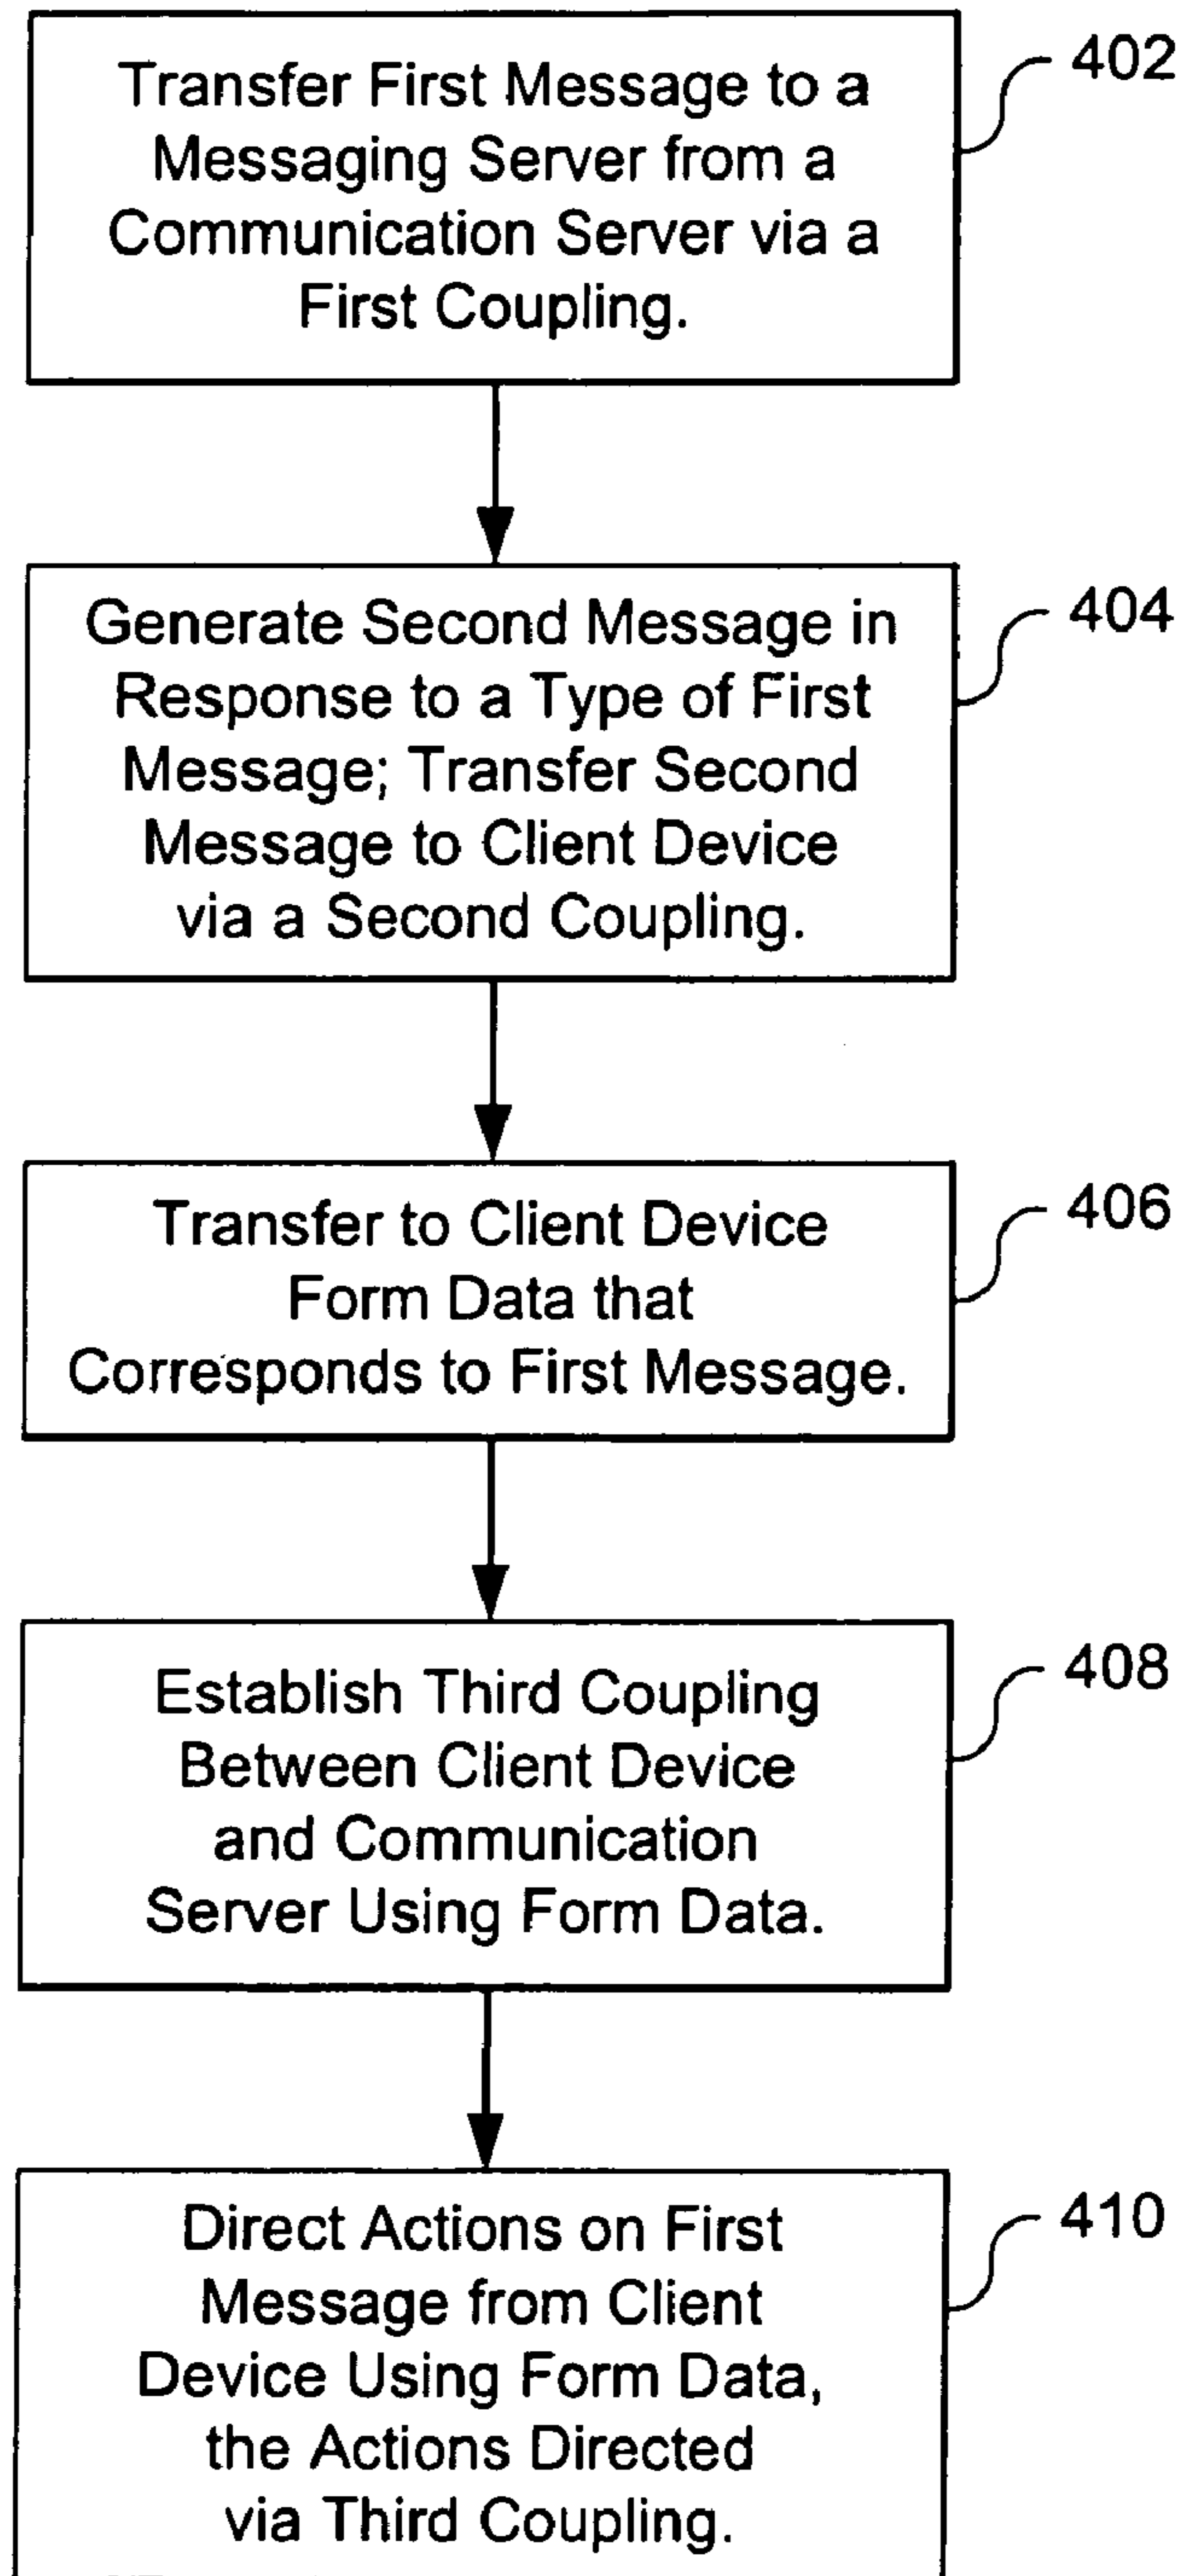 Transfer First Message to a
Messaging Server from a
Communication Server via a
First Coupling.
402
Generate Second Message in
Response to a Type of First
Message; Transfer Second
Message to Client Device
via a Second Coupling.
404
Transfer to Client Device
Form Data that
Corresponds to First Message.
406
Establish Third Coupling
Between Client Device
and Communication
Server Using Form Data.
408
Direct Actions on First
Message from Client
Device Using Form Data,
the Actions Directed
via Third Coupling.
410